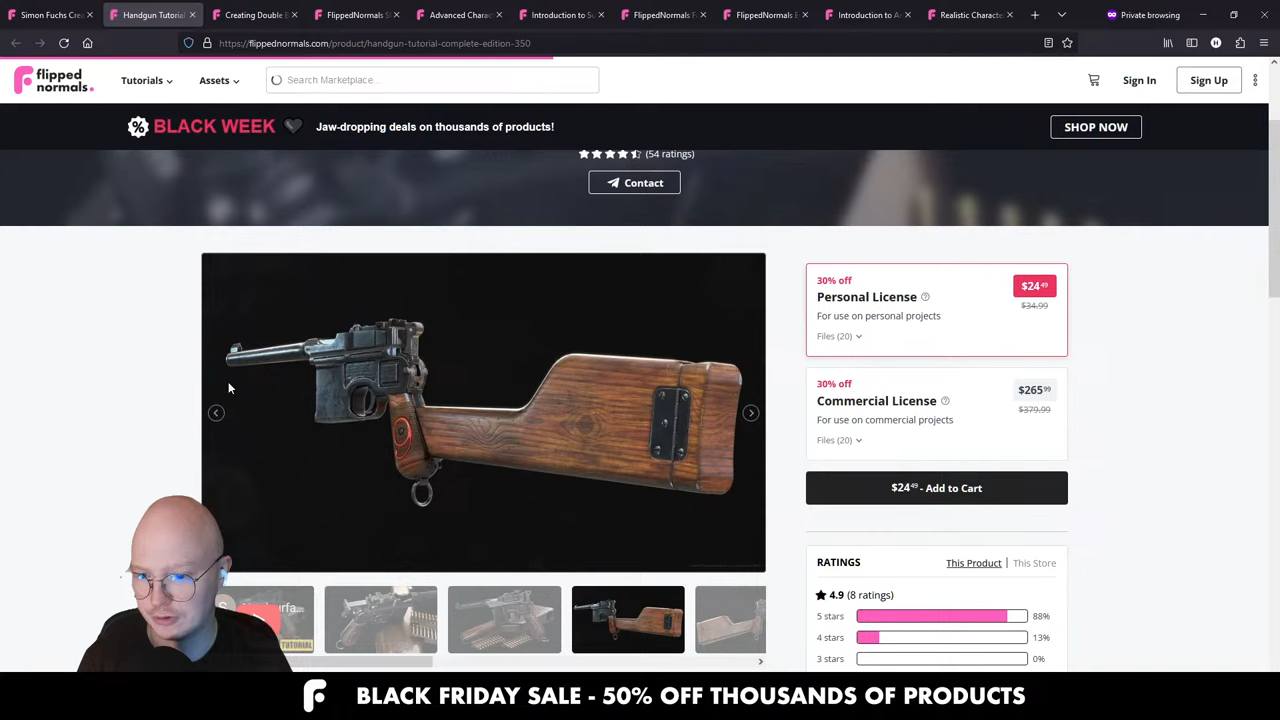 Simon Fuchs Crea
Handgun Tutorial
Creating Double B
FlippedNormals
Advanced Charac
Introduction to Su
FlippedNormals
FlippedNormals
Introduction to
Realistic Characte
Private browsing
https://flippednormals.com/product/handgun-tutorial-complete-edition-350
flipped normals.
Tutorials
Assets
Search Marketplace...
Sign In
Sign Up
BLACK WEEK
Jaw-dropping deals on thousands of products!
SHOP NOW
(54 ratings)
Contact
30% off
Personal License
$24 49
$34.99
For use on personal projects
Files (20)
30% off
Commercial License
$265 99
$379.99
For use on commercial projects
Files (20)
$24 49 - Add to Cart
RATINGS
This Product
This Store
4.9 (8 ratings)
5 stars
88%
4 stars
13%
3 stars
0%
TUTORIAL
BLACK FRIDAY SALE - 50% OFF THOUSANDS OF PRODUCTS